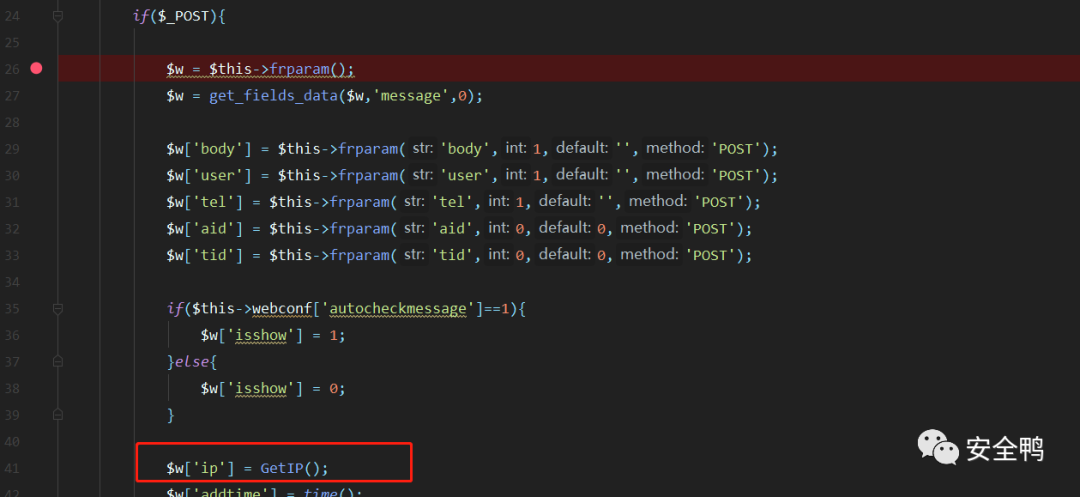 24 if($_POST){
25
26 $w = $this->frparam();
27 $w = get_fields_data($w,'message',0);
28
29 $w['body'] = $this->frparam( str: 'body', int: 1, default: '', method: 'POST');
30 $w['user'] = $this->frparam( str: 'user', int: 1, default: '', method: 'POST');
31 $w['tel'] = $this->frparam( str: 'tel', int: 1, default: '', method: 'POST');
32 $w['aid'] = $this->frparam( str: 'aid', int: 0, default: 0, method: 'POST');
33 $w['tid'] = $this->frparam( str: 'tid', int: 0, default: 0, method: 'POST');
34
35 if($this->webconf['autocheckmessage']==1){
36 $w['isshow'] = 1;
37 }else{
38 $w['isshow'] = 0;
39 }
40
41 $w['ip'] = GetIP();
42 $w['addtime'] = time();
安全鸭